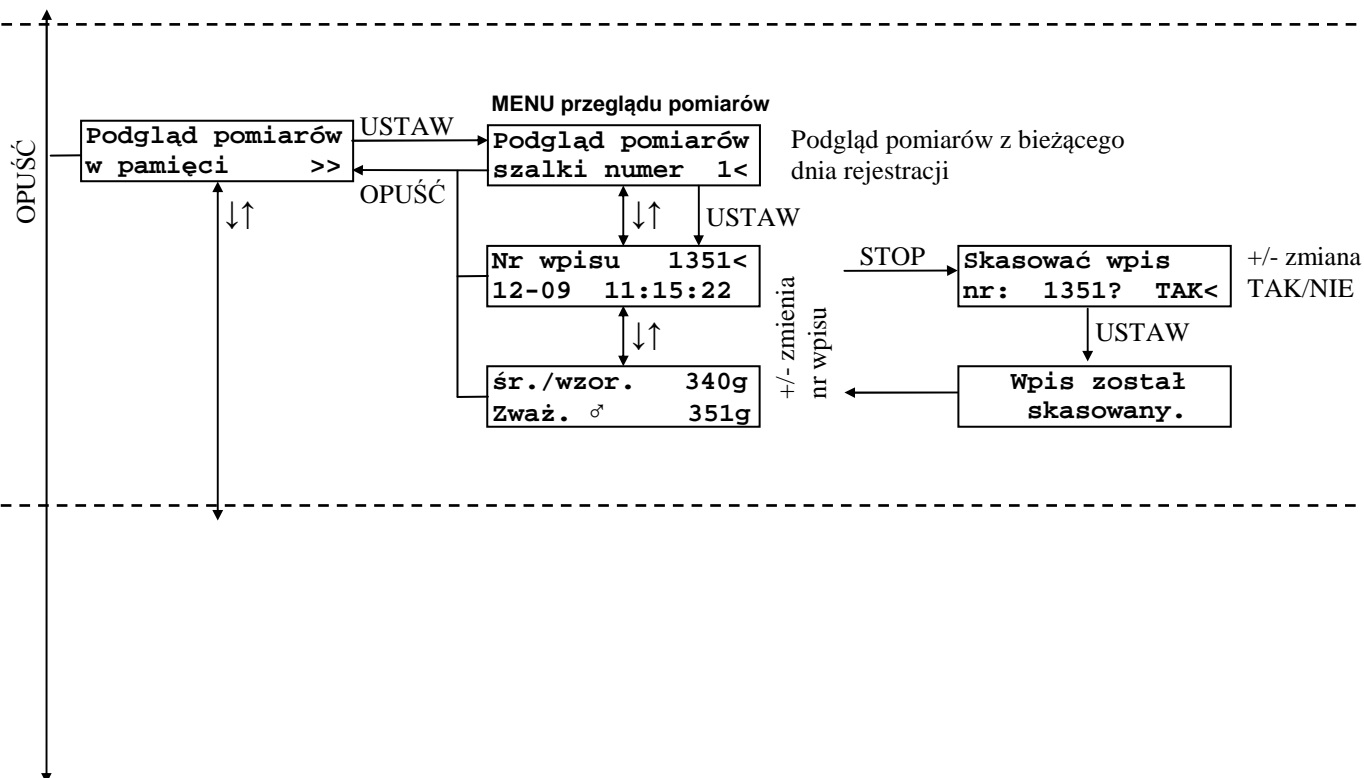 OPUŚĆ
MENU przeglądu pomiarów
Podgląd pomiarów
w pamięci >>
USTAW
OPUŚĆ
↓↑
Podgląd pomiarów
szalki numer 1<
Podgląd pomiarów z bieżącego
dnia rejestracji
↓↑
USTAW
Nr wpisu 1351<
12-09 11:15:22
↓↑
śr./wzor. 340g
Zważ. ♂ 351g
+/- zmienia
nr wpisu
STOP
Skasować wpis
nr: 1351? TAK<
+/- zmiana
TAK/NIE
USTAW
Wpis został
skasowany.